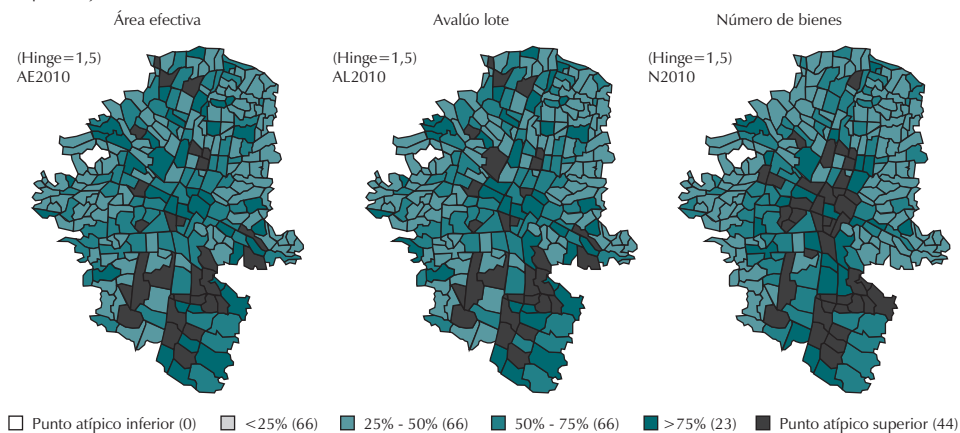 Área efectiva
Avalúo lote
Número de bienes
(Hinge=1,5)
AE2010
(Hinge=1,5)
AL2010
(Hinge=1,5)
N2010
Punto atípico inferior (0) <25% (66) 25% - 50% (66) 50% - 75% (66) >75% (23) Punto atípico superior (44)